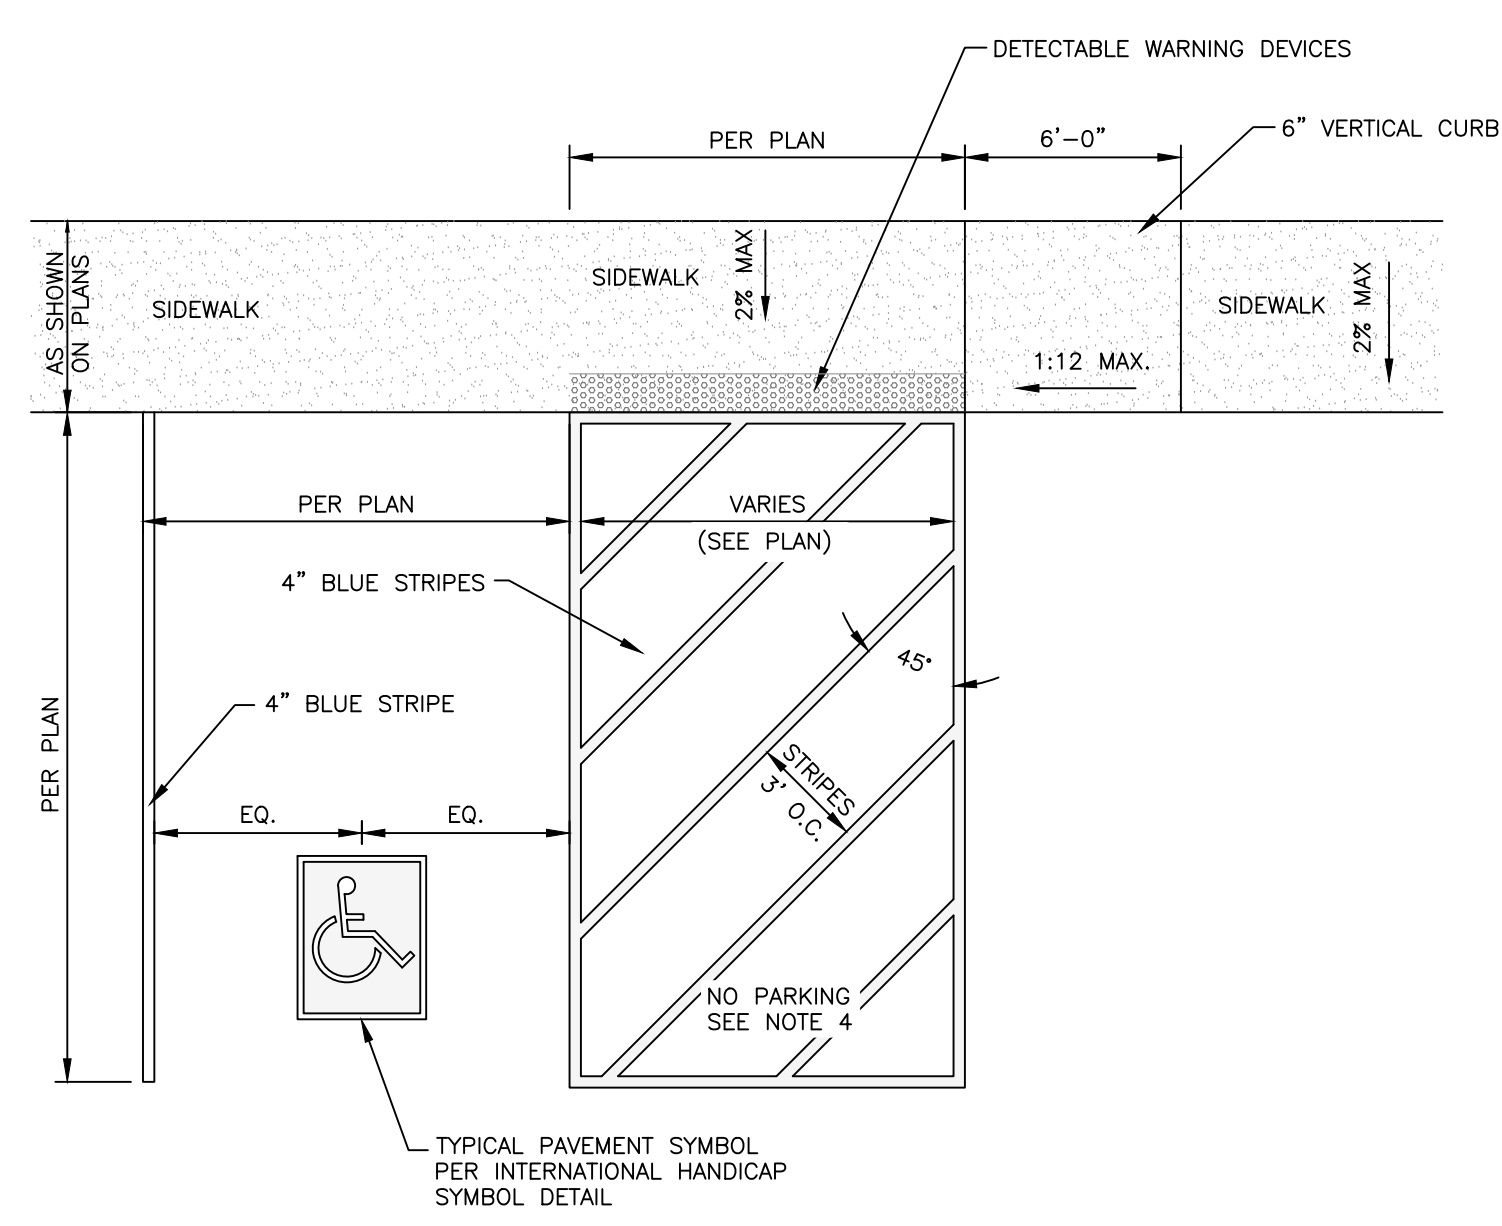 DETECTABLE WARNING DEVICES
6” VERTICAL CURB
PER PLAN
6’-0”
AS SHOWN
ON PLANS
SIDEWALK
SIDEWALK
2% MAX
SIDEWALK
2% MAX
1:12 MAX.
PER PLAN
VARIES
(SEE PLAN)
4” BLUE STRIPES
45°
4” BLUE STRIPE
PER PLAN
STRIPES
3’ O.C.
EQ.
EQ.
NO PARKING
SEE NOTE 4
TYPICAL PAVEMENT SYMBOL
PER INTERNATIONAL HANDICAP
SYMBOL DETAIL